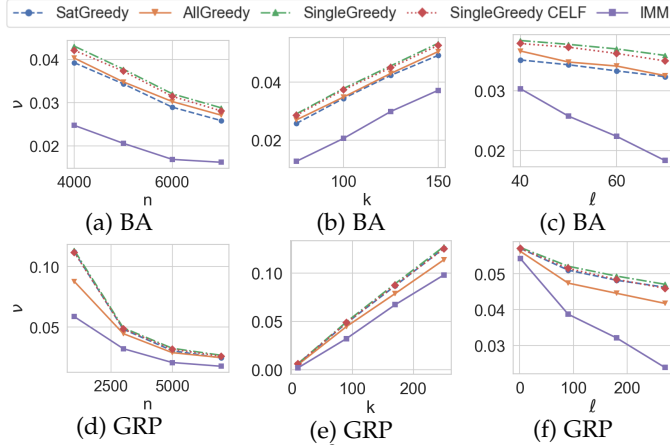 SatGreedy AllGreedy SingleGreedy SingleGreedy CELF IMM
0.04
0.03
0.02
ν
4000 6000
n
(a) BA
0.04
0.02
100 150
k
(b) BA
0.03
0.02
40 60
ℓ
(c) BA
0.10
0.05
ν
2500 5000
n
(d) GRP
0.10
0.05
0.00
0 100 200
k
(e) GRP
0.05
0.04
0.03
0 100 200
ℓ
(f) GRP